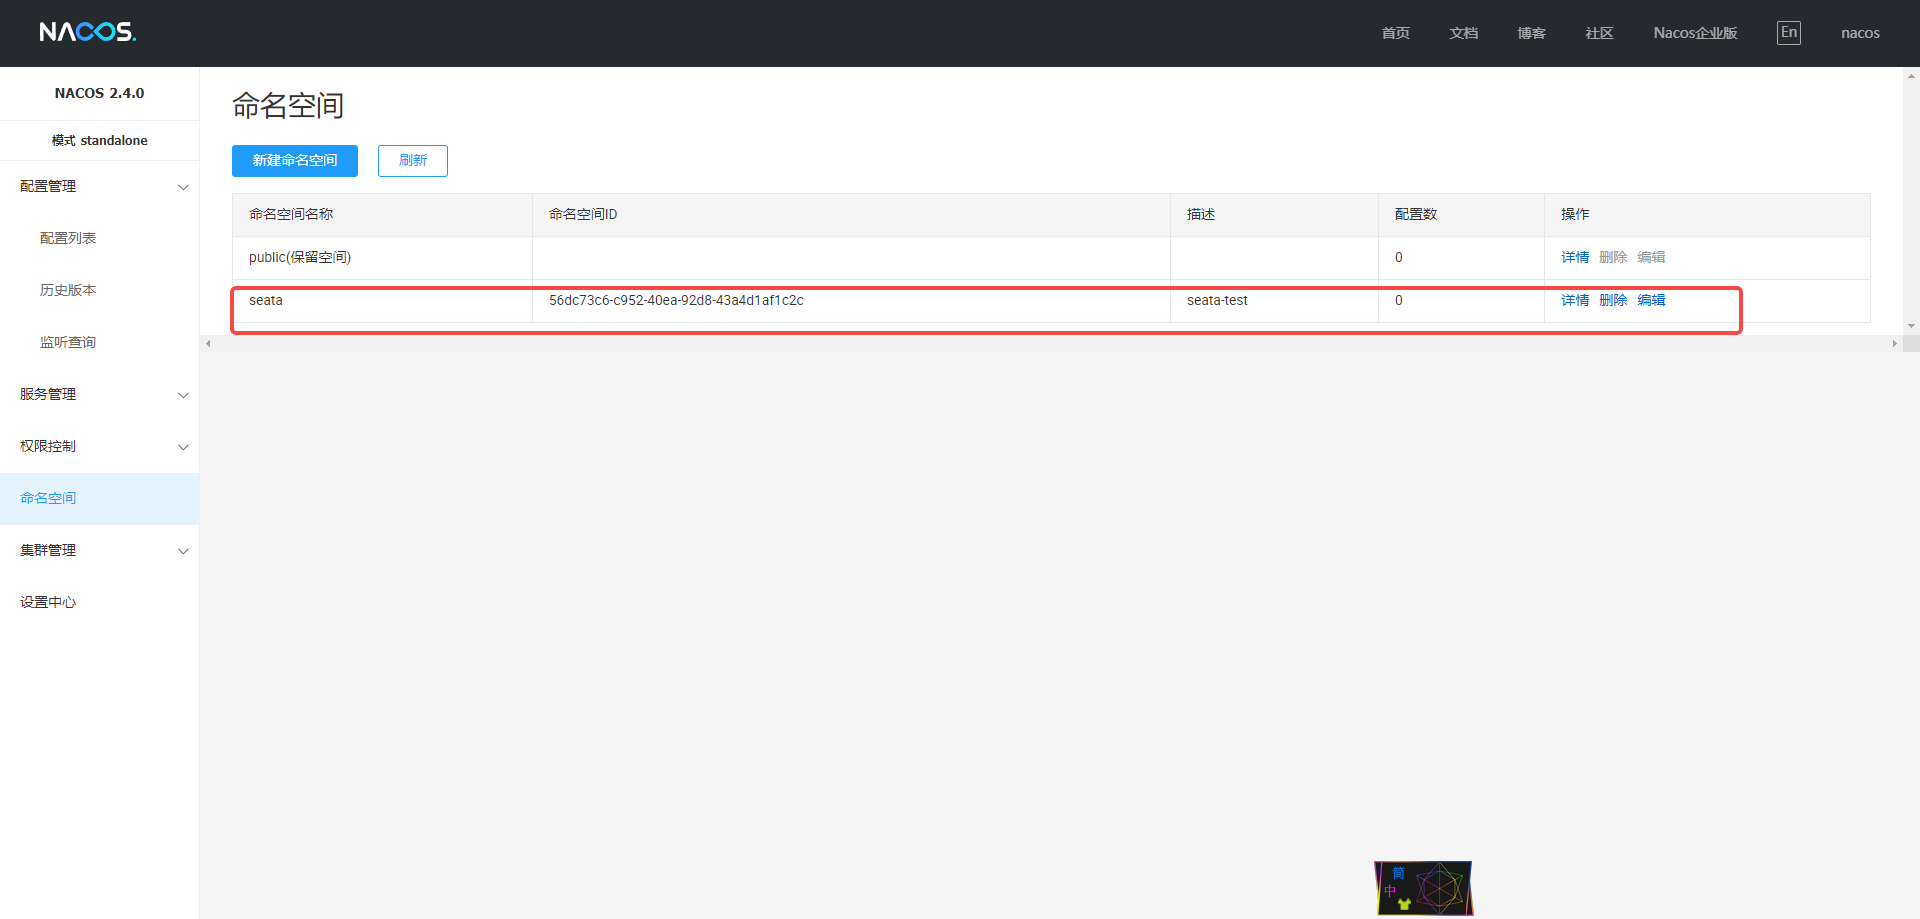 NACOS.
首页 文档 博客 社区 Nacos企业版 En nacos
NACOS 2.4.0
模式 standalone
配置管理
配置列表
历史版本
监听查询
服务管理
权限控制
命名空间
集群管理
设置中心
命名空间
新建命名空间 刷新
命名空间名称 命名空间ID 描述 配置数 操作
public(保留空间) 0 详情 删除 编辑
seata 56dc73c6-c952-40ea-92d8-43a4d1af1c2c seata-test 0 详情 删除 编辑
简
中